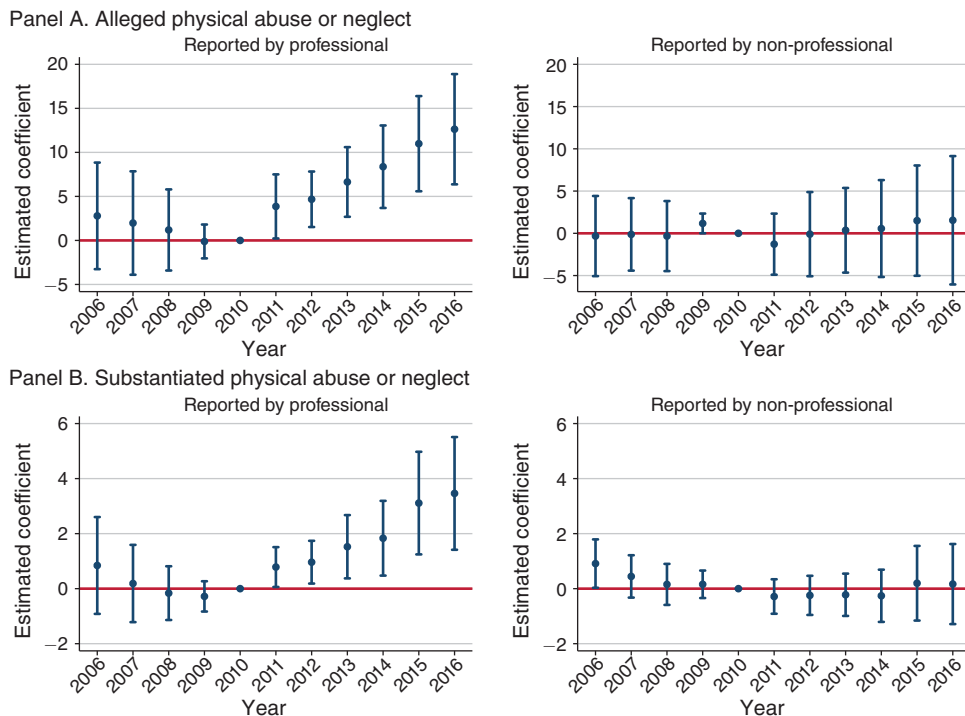 Panel A. Alleged physical abuse or neglect
Reported by professional
Estimated coefficient
20
15
10
5
0
−5
2006 2007 2008 2009 2010 2011 2012 2013 2014 2015 2016
Year
Reported by non-professional
Estimated coefficient
20
15
10
5
0
−5
2006 2007 2008 2009 2010 2011 2012 2013 2014 2015 2016
Year
Panel B. Substantiated physical abuse or neglect
Reported by professional
Estimated coefficient
6
4
2
0
−2
2006 2007 2008 2009 2010 2011 2012 2013 2014 2015 2016
Year
Reported by non-professional
Estimated coefficient
6
4
2
0
−2
2006 2007 2008 2009 2010 2011 2012 2013 2014 2015 2016
Year